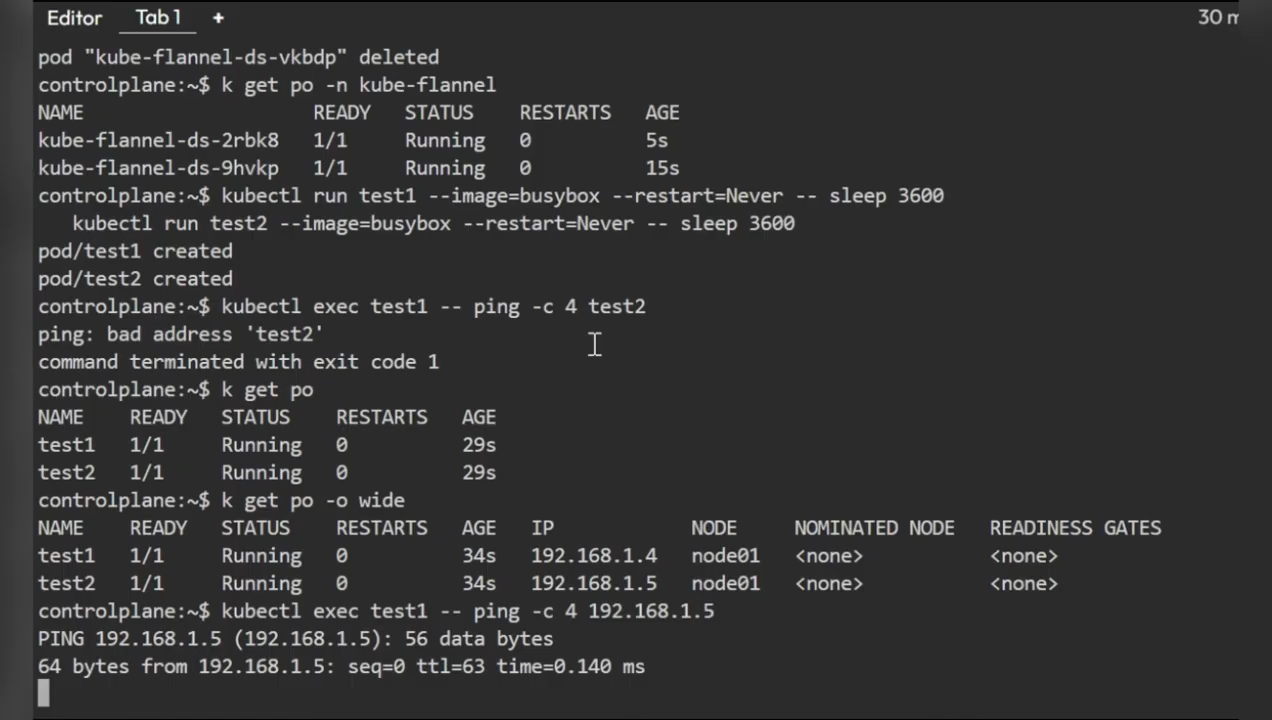 Editor Tab 1 + 30 m
pod "kube-flannel-ds-vkbdp" deleted
controlplane:~$ k get po -n kube-flannel
NAME READY STATUS RESTARTS AGE
kube-flannel-ds-2rbk8 1/1 Running 0 5s
kube-flannel-ds-9hvkp 1/1 Running 0 15s
controlplane:~$ kubectl run test1 --image=busybox --restart=Never -- sleep 3600
kubectl run test2 --image=busybox --restart=Never -- sleep 3600
pod/test1 created
pod/test2 created
controlplane:~$ kubectl exec test1 -- ping -c 4 test2
ping: bad address 'test2'
command terminated with exit code 1
controlplane:~$ k get po
NAME READY STATUS RESTARTS AGE
test1 1/1 Running 0 29s
test2 1/1 Running 0 29s
controlplane:~$ k get po -o wide
NAME READY STATUS RESTARTS AGE IP NODE NOMINATED NODE READINESS GATES
test1 1/1 Running 0 34s 192.168.1.4 node01 <none> <none>
test2 1/1 Running 0 34s 192.168.1.5 node01 <none> <none>
controlplane:~$ kubectl exec test1 -- ping -c 4 192.168.1.5
PING 192.168.1.5 (192.168.1.5): 56 data bytes
64 bytes from 192.168.1.5: seq=0 ttl=63 time=0.140 ms